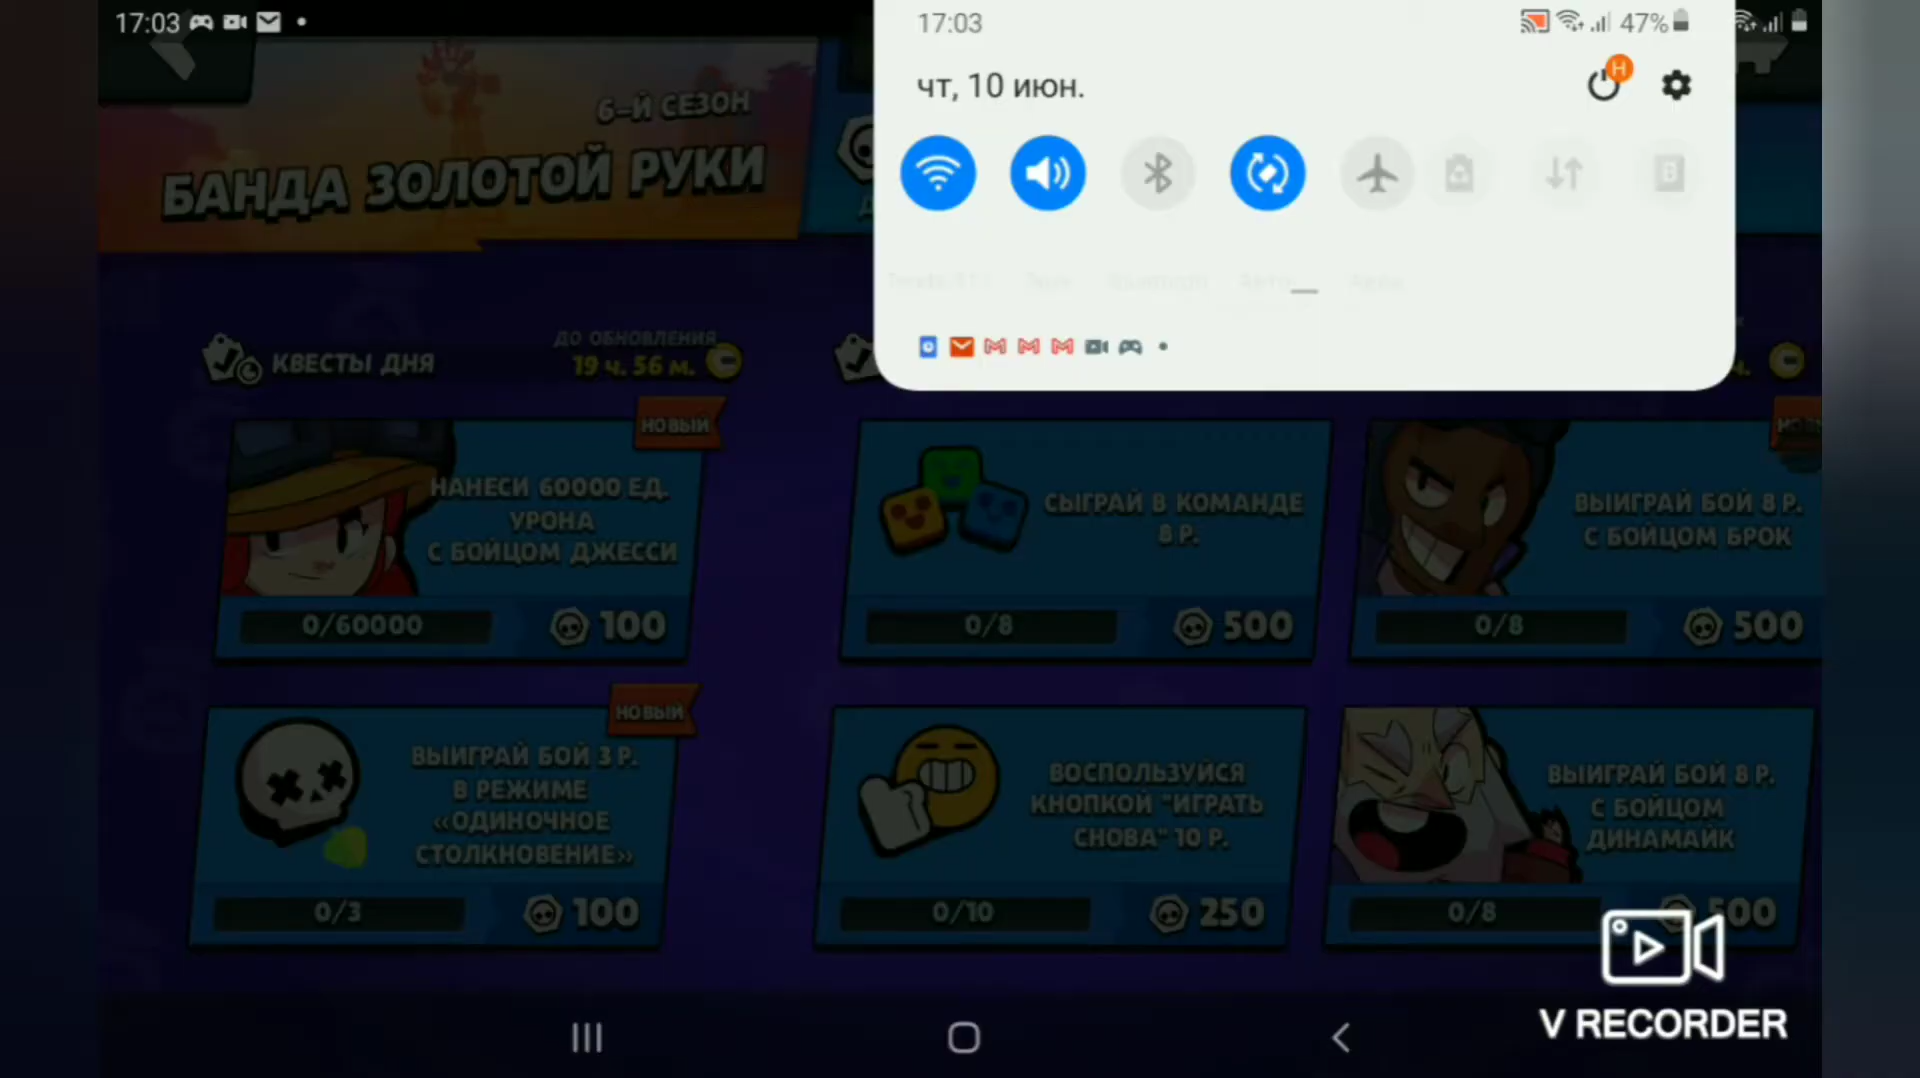 17:03
17:03
47%
чт, 10 июн.
H
6-Й СЕЗОН
БАНДА ЗОЛОТОЙ РУКИ
КВЕСТЫ ДНЯ
ДО ОБНОВЛЕНИЯ
19 ч. 56 м.
НОВЫЙ
НАНЕСИ 60000 ЕД.
УРОНА
С БОЙЦОМ ДЖЕССИ
0/60000
100
СЫГРАЙ В КОМАНДЕ
8 Р.
0/8
500
ВЫИГРАЙ БОЙ 8 Р.
С БОЙЦОМ БРОК
0/8
500
НОВЫЙ
ВЫИГРАЙ БОЙ 3 Р.
В РЕЖИМЕ
«ОДИНОЧНОЕ
СТОЛКНОВЕНИЕ»
0/3
100
ВОСПОЛЬЗУЙСЯ
КНОПКОЙ "ИГРАТЬ
СНОВА" 10 Р.
0/10
250
ВЫИГРАЙ БОЙ 8 Р.
С БОЙЦОМ
ДИНАМАЙК
0/8
500
V RECORDER